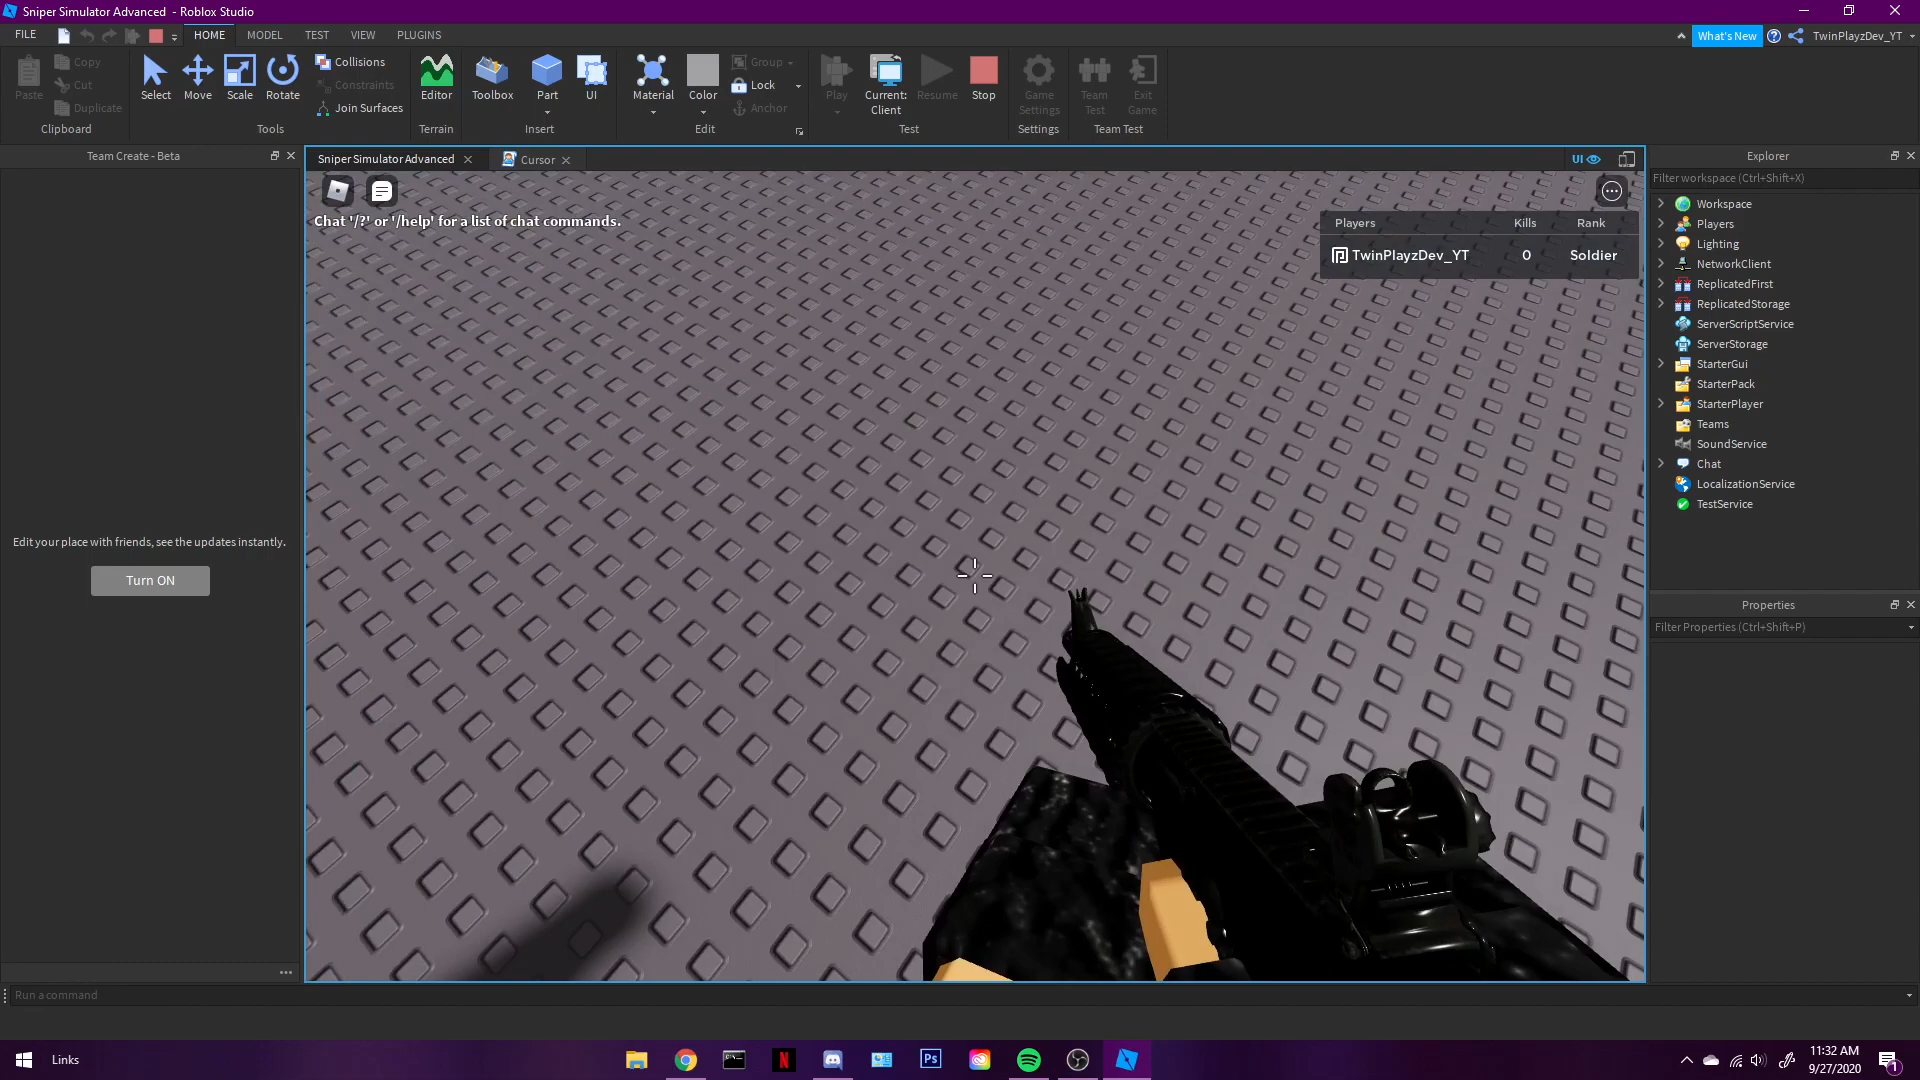 Sniper Simulator Advanced - Roblox Studio
FILE HOME MODEL TEST VIEW PLUGINS What's New TwinPlayzDev_YT
Paste Copy Cut Duplicate
Clipboard
Select Move Scale Rotate Collisions Constraints Join Surfaces
Tools
Editor
Terrain
Toolbox Part UI
Insert
Material Color Group Lock Anchor
Edit
Play Current: Client Resume Stop
Test
Game Settings
Settings
Team Test Exit Game
Team Test
Team Create - Beta
Edit your place with friends, see the updates instantly.
Turn ON
Sniper Simulator Advanced Cursor UI
Chat '/?' or '/help' for a list of chat commands.
Players Kills Rank
TwinPlayzDev_YT 0 Soldier
Explorer
Filter workspace (Ctrl+Shift+X)
Workspace
Players
Lighting
NetworkClient
ReplicatedFirst
ReplicatedStorage
ServerScriptService
ServerStorage
StarterGui
StarterPack
StarterPlayer
Teams
SoundService
Chat
LocalizationService
TestService
Properties
Filter Properties (Ctrl+Shift+P)
Run a command
Links
Ps
11:32 AM
9/27/2020
1